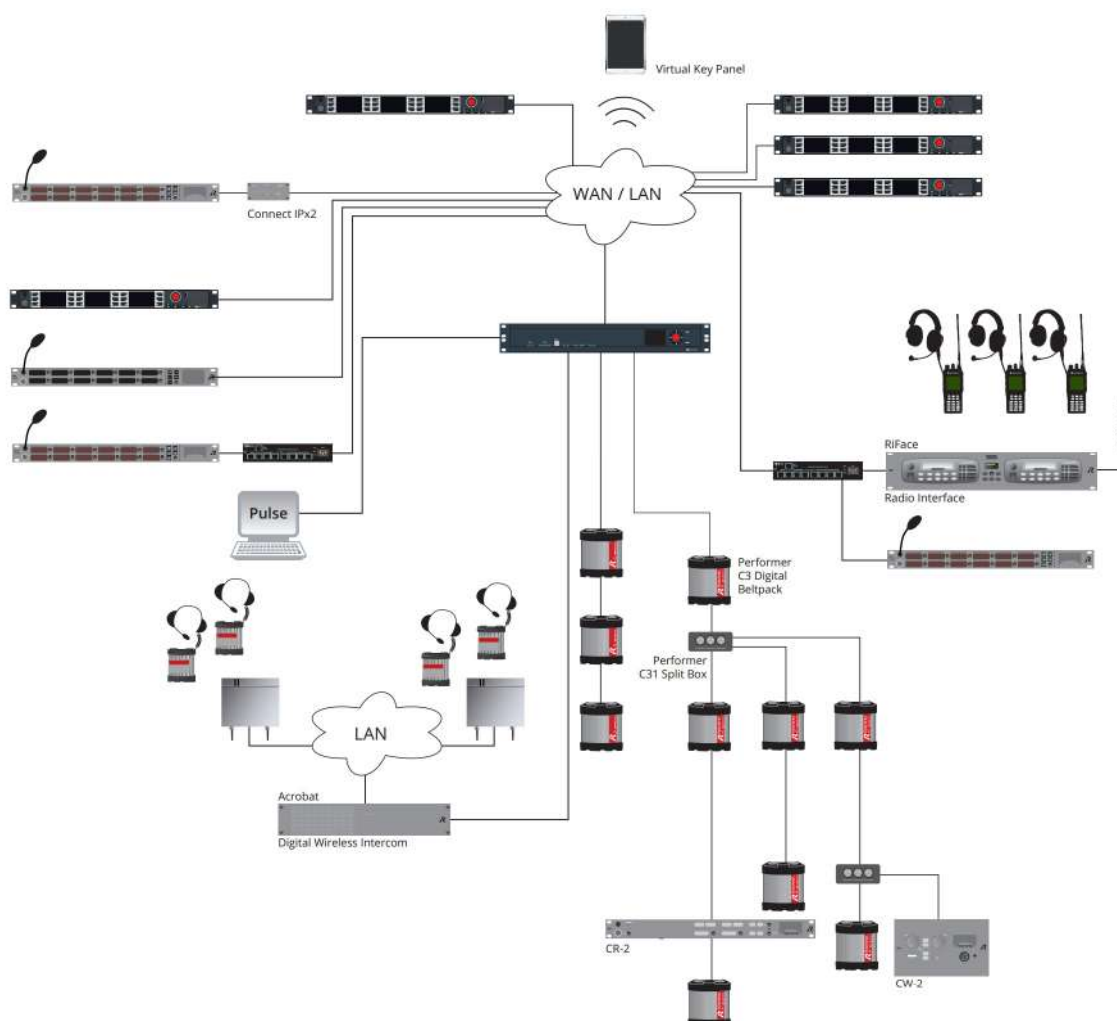 Virtual Key Panel
WAN / LAN
Connect IPx2
RiFace
Radio Interface
Pulse
Performer
C3 Digital
Beltpack
Performer
C31 Split Box
LAN
Acrobat
Digital Wireless Intercom
CR-2
CW-2